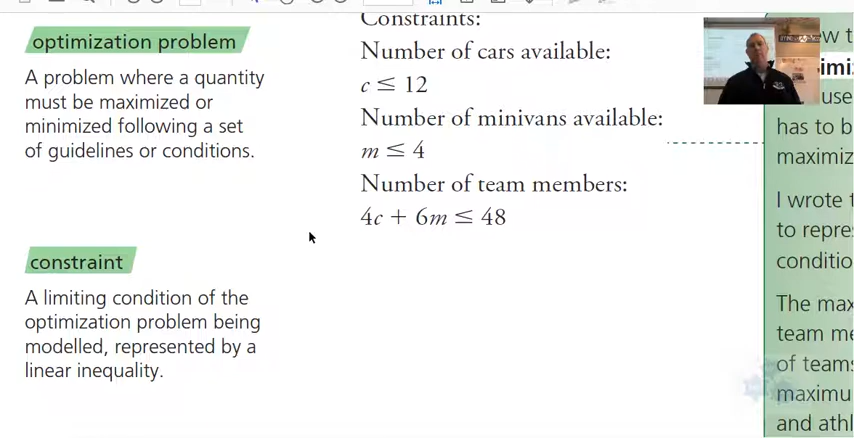 optimization problem
A problem where a quantity
must be maximized or
minimized following a set
of guidelines or conditions.
constraint
A limiting condition of the
optimization problem being
modelled, represented by a
linear inequality.
Constraints:
Number of cars available:
c ≤ 12
Number of minivans available:
m ≤ 4
Number of team members:
4c + 6m ≤ 48
has to b
maximiz
I wrote t
to repre
conditio
The max
team me
of teams
maximu
and athl